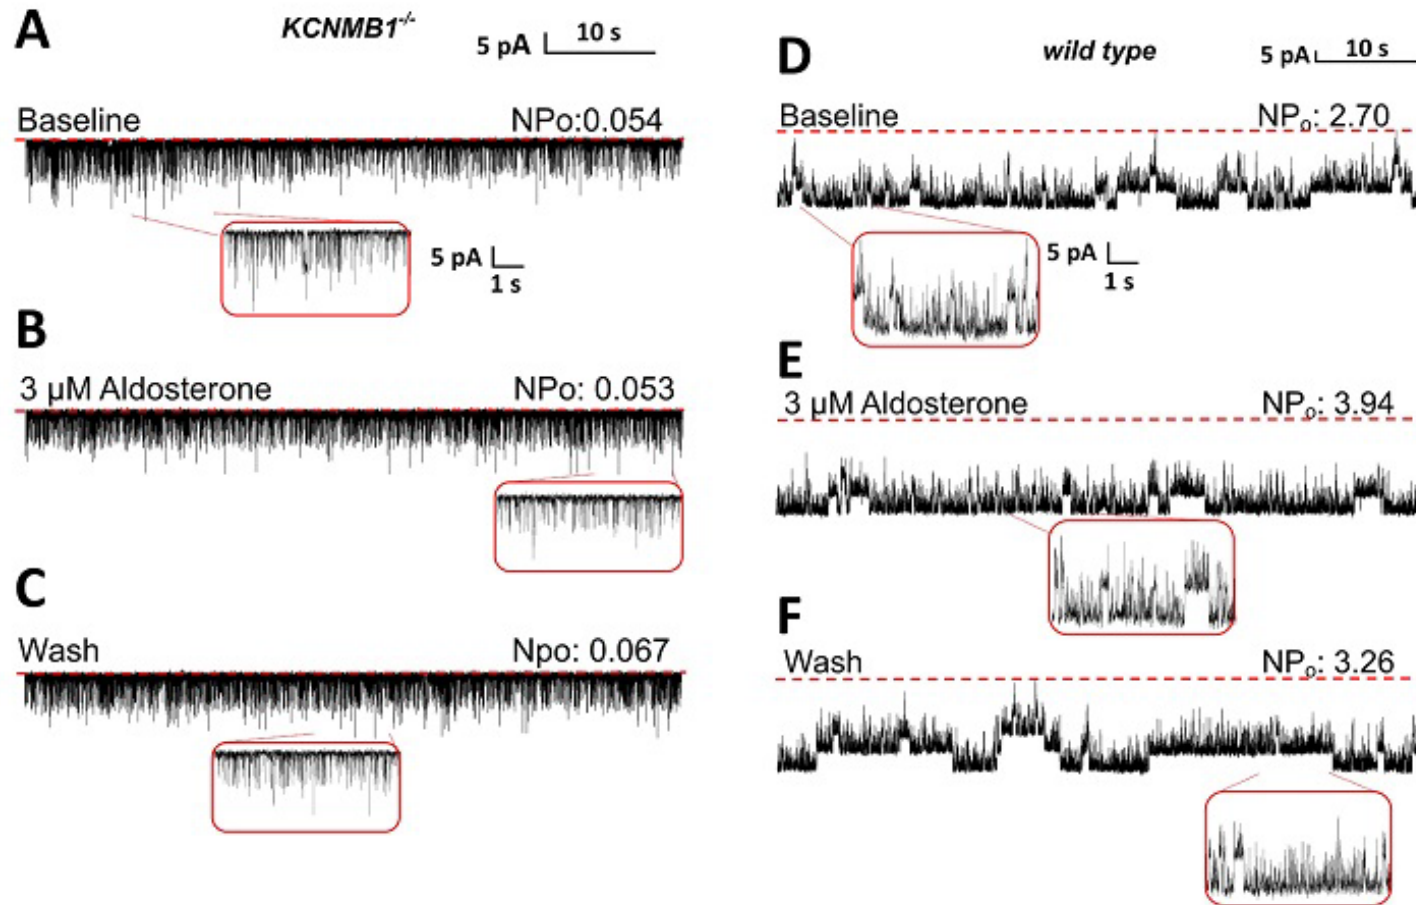 A
KCNMB1-/-
5 pA
10 s
Baseline
NPo:0.054
5 pA
1 s
B
3 µM Aldosterone
NPo: 0.053
C
Wash
Npo: 0.067
D
wild type
5 pA
10 s
Baseline
NPo: 2.70
5 pA
1 s
E
3 µM Aldosterone
NPo: 3.94
F
Wash
NPo: 3.26